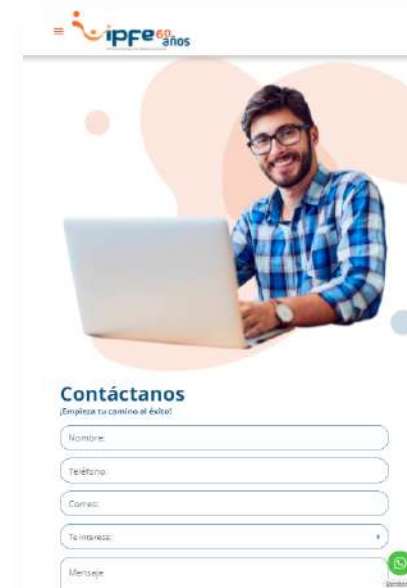 ipfe 60 años
Contáctanos
¡Empieza tu camino al éxito!
Nombre:
Teléfono:
Correo:
Te interesa:
Mensaje